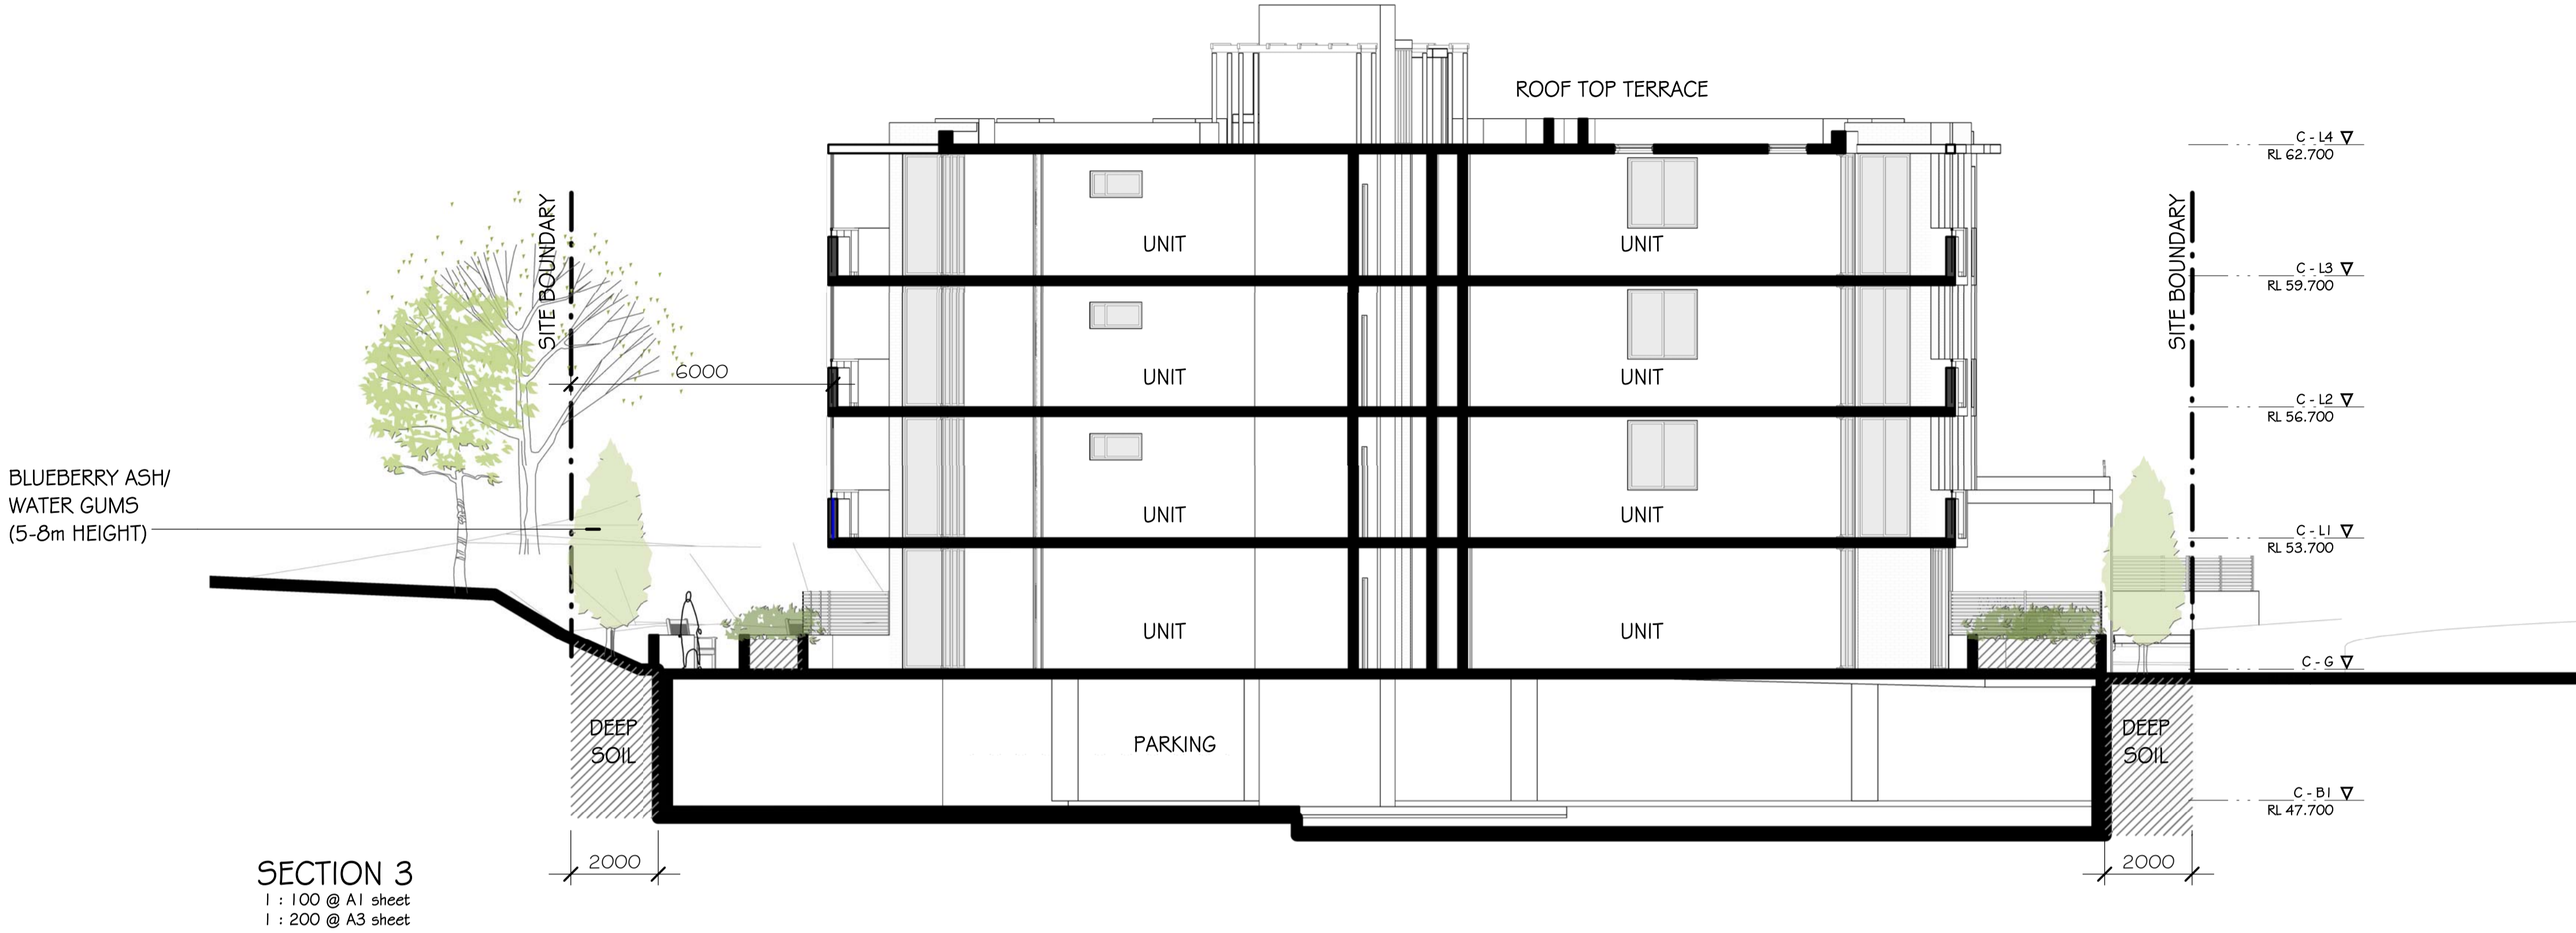 ROOF TOP TERRACE
C - L4
RL 62.700
SITE BOUNDARY
SITE BOUNDARY
UNIT
UNIT
C - L3
RL 59.700
6000
UNIT
UNIT
C - L2
RL 56.700
BLUEBERRY ASH/
WATER GUMS
(5-8m HEIGHT)
UNIT
UNIT
C - L1
RL 53.700
UNIT
UNIT
C - G
DEEP
SOIL
PARKING
DEEP
SOIL
C - B1
RL 47.700
2000
2000
SECTION 3
1 : 100 @ A1 sheet
1 : 200 @ A3 sheet